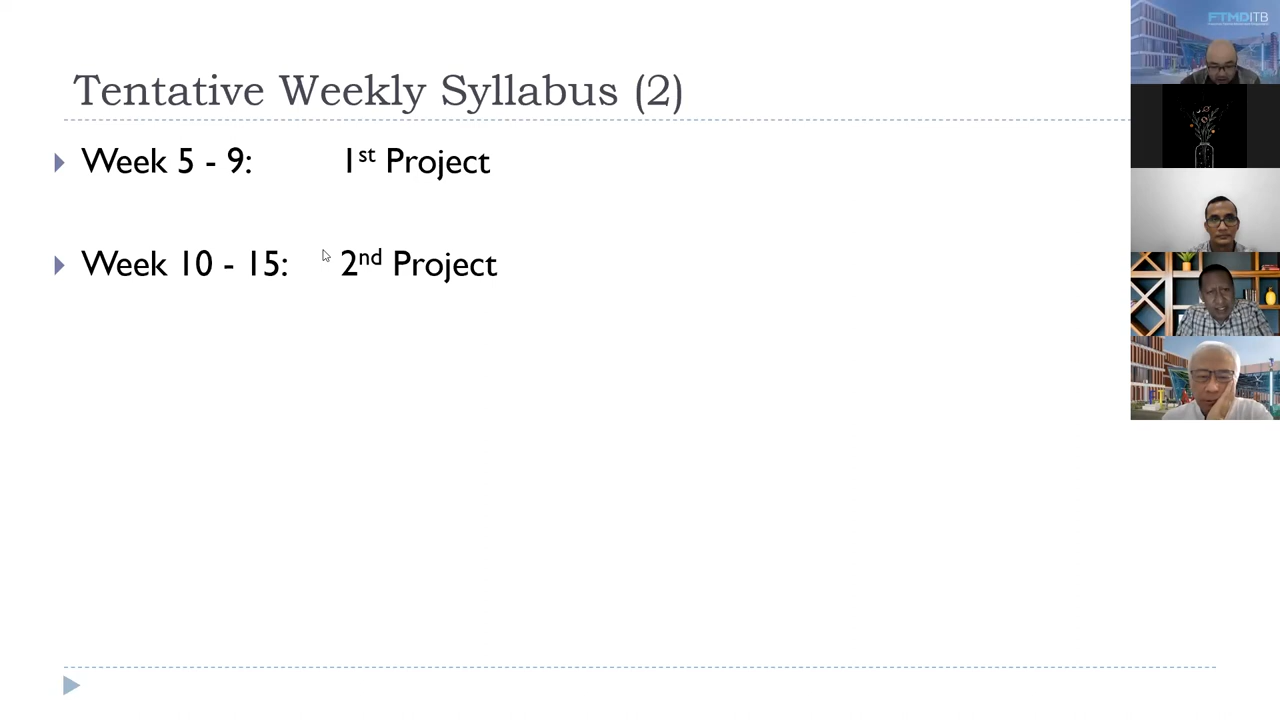 Tentative Weekly Syllabus (2)
Week 5 - 9: 1st Project
Week 10 - 15: 2nd Project
FTMD ITB